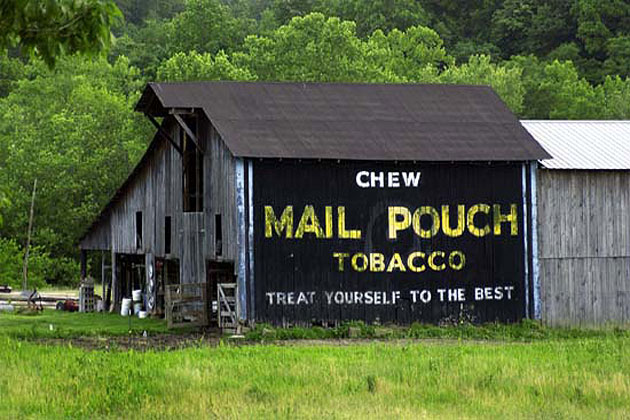 CHEW
MAIL POUCH
TOBACCO
TREAT YOURSELF TO THE BEST